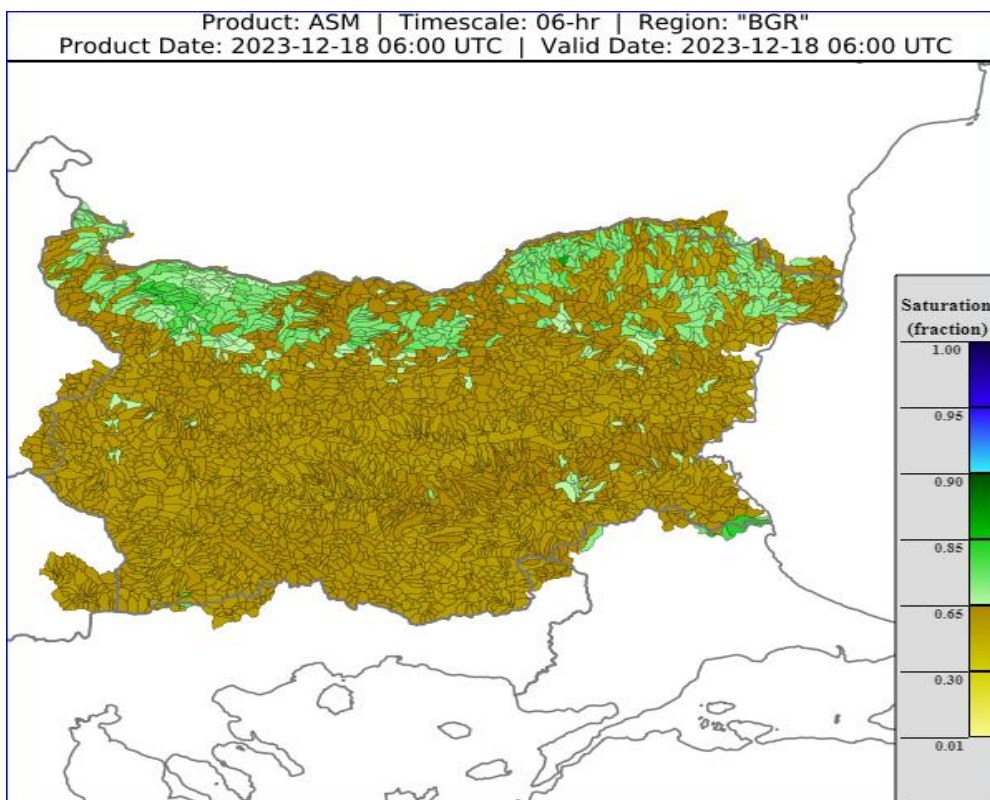 Product: ASM | Timescale: 06-hr | Region: "BGR"
Product Date: 2023-12-18 06:00 UTC | Valid Date: 2023-12-18 06:00 UTC
Saturation
(fraction)
1.00
0.95
0.90
0.85
0.65
0.30
0.01